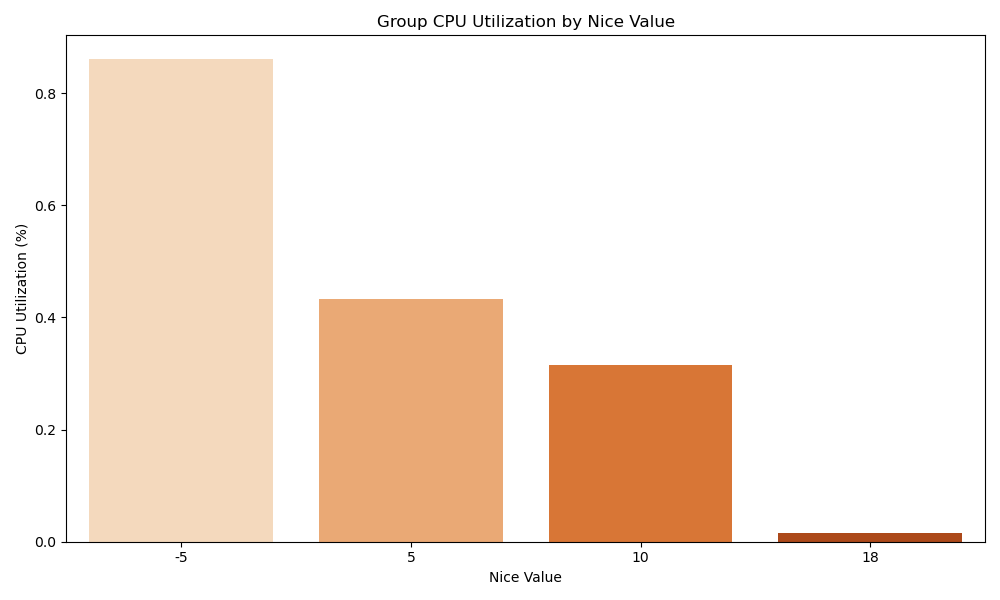 Group CPU Utilization by Nice Value
CPU Utilization (%)
0.8
0.6
0.4
0.2
0.0
-5 5 10 18
Nice Value